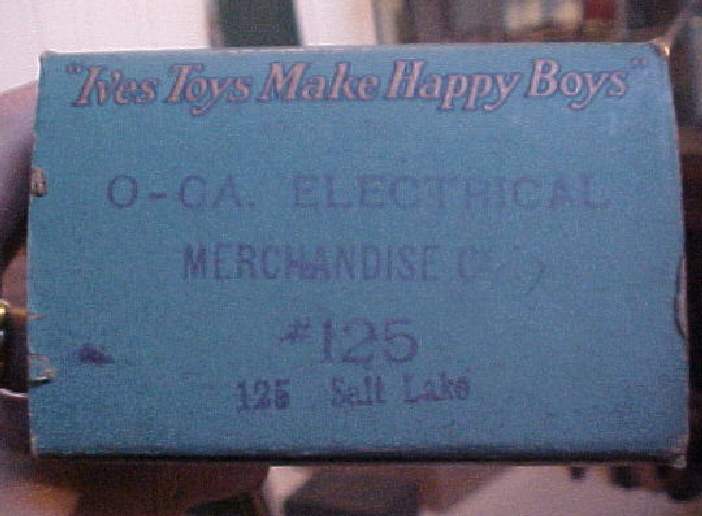 "Ives Toys Make Happy Boys"
O-GA. ELECTRICAL
MERCHANDISE
#125
125 Salt Lake